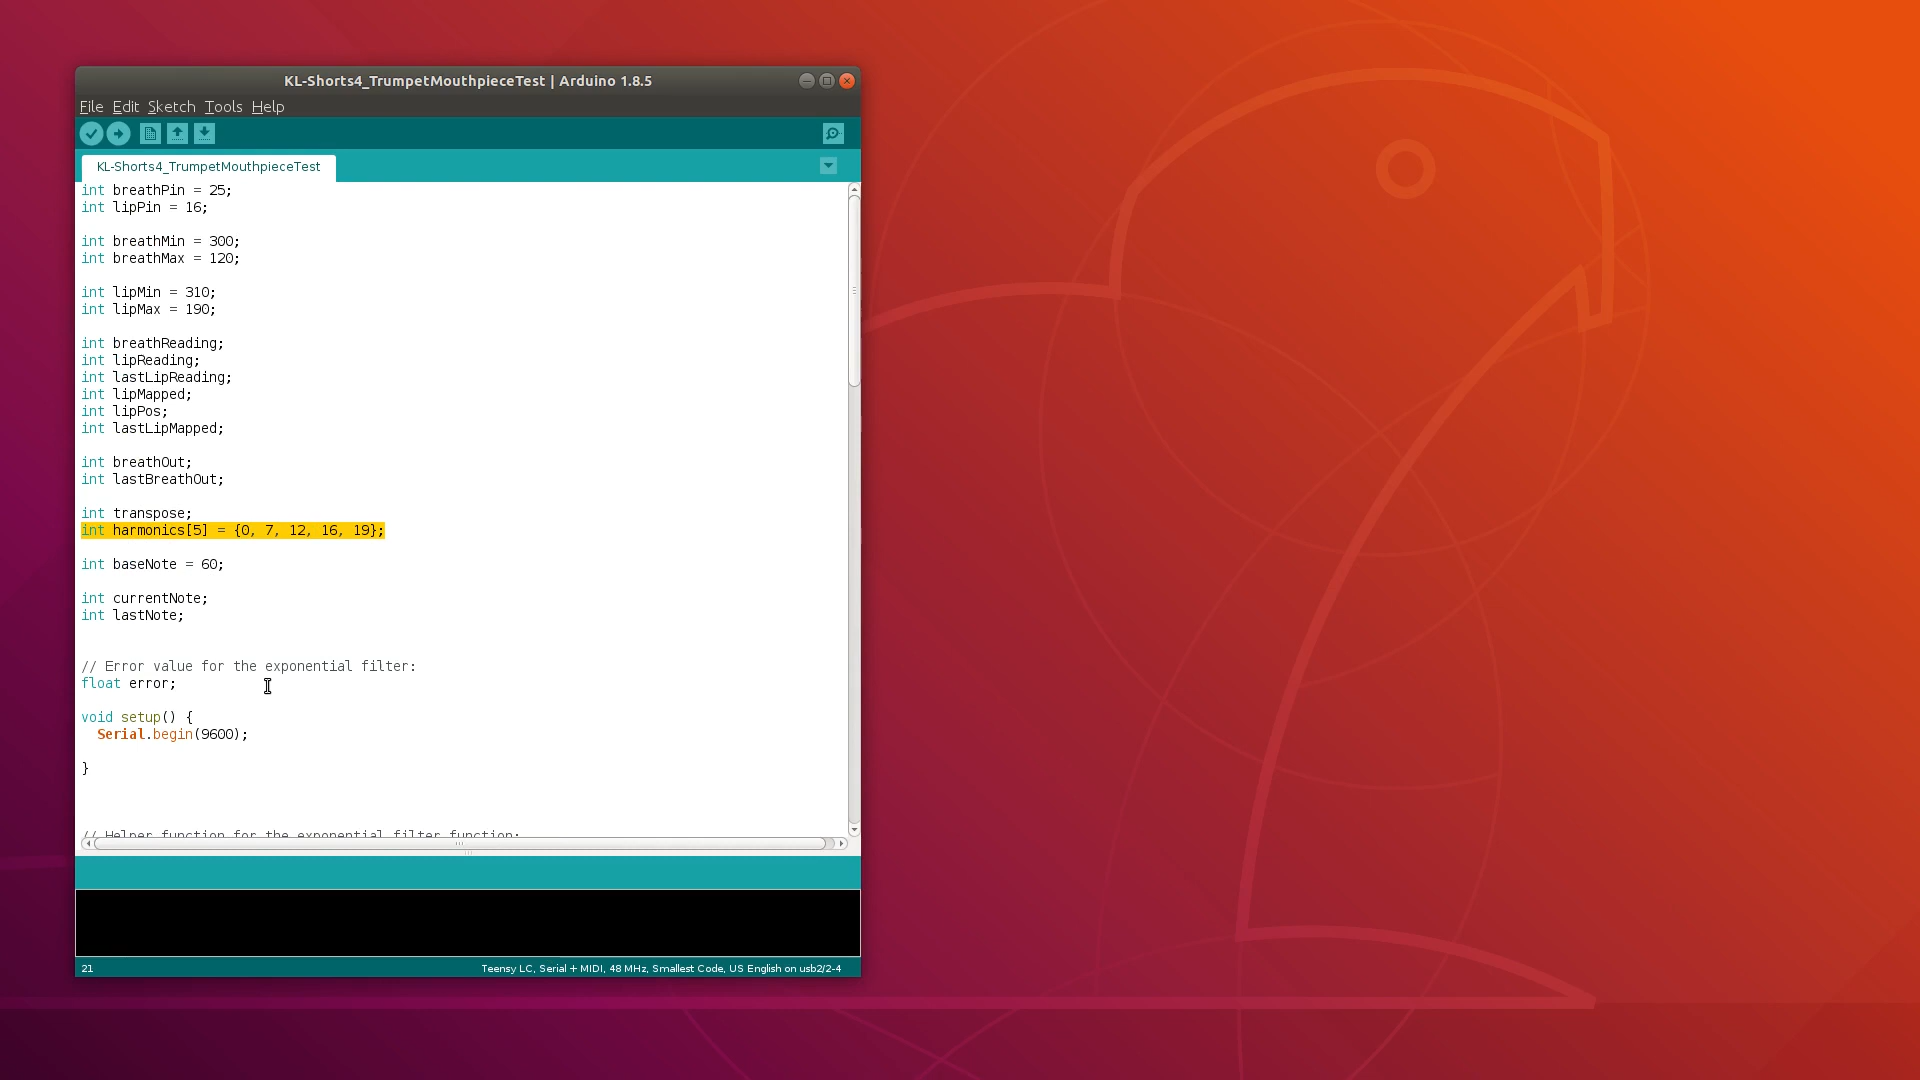 KL-Shorts4_TrumpetMouthpieceTest | Arduino 1.8.5
File Edit Sketch Tools Help
KL-Shorts4_TrumpetMouthpieceTest
int breathPin = 25;
int lipPin = 16;
int breathMin = 300;
int breathMax = 120;
int lipMin = 310;
int lipMax = 190;
int breathReading;
int lipReading;
int lastLipReading;
int lipMapped;
int lipPos;
int lastLipMapped;
int breathOut;
int lastBreathOut;
int transpose;
int harmonics[5] = {0, 7, 12, 16, 19};
int baseNote = 60;
int currentNote;
int lastNote;
// Error value for the exponential filter:
float error;
void setup() {
Serial.begin(9600);
}
// Helper function for the exponential filter function:
21
Teensy LC, Serial + MIDI, 48 MHz, Smallest Code, US English on usb2/2-4